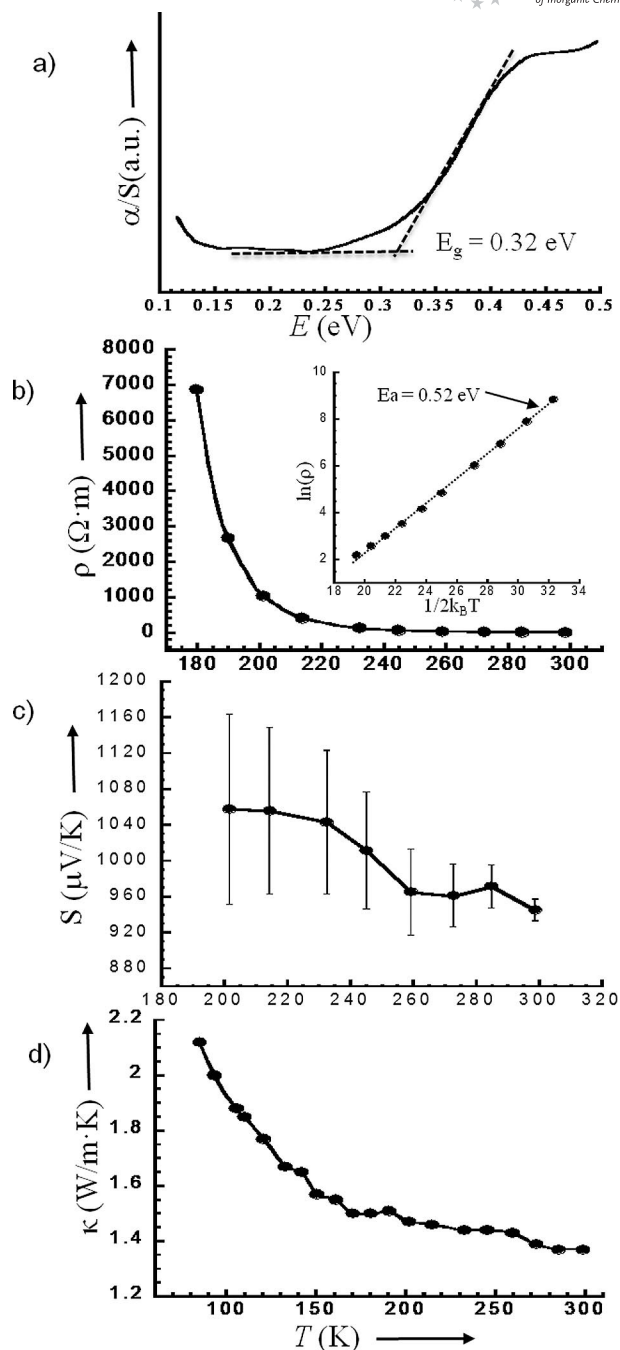 of Inorganic Chem
a)
α/S(a.u.)
E_g = 0.32 eV
0.1 0.15 0.2 0.25 0.3 0.35 0.4 0.45 0.5
E (eV)
b)
8000
7000
6000
5000
4000
3000
2000
1000
0
ρ (Ω·m)
180 200 220 240 260 280 300
10
8
6
4
2
ln(ρ)
Ea = 0.52 eV
18 20 22 24 26 28 30 32 34
1/2k_BT
c)
1200
1160
1120
1080
1040
1000
960
920
880
S (μV/K)
180 200 220 240 260 280 300 320
d)
2.2
2
1.8
1.6
1.4
1.2
κ (W/m·K)
100 150 200 250 300
T (K)